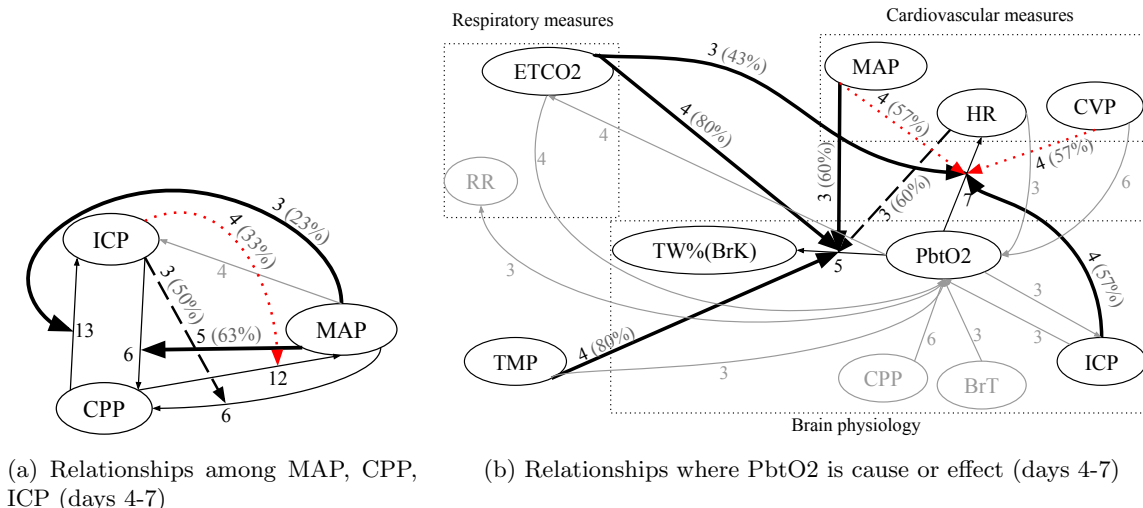 Respiratory measures
Cardiovascular measures
ETCO2
3 (43%)
MAP
HR
CVP
4 (57%)
4 (80%)
4
4
RR
3 (60%)
3 (60%)
4 (57%)
3
6
7
3 (23%)
4 (33%)
ICP
4
3 (50%)
13
5 (63%)
6
MAP
12
CPP
6
TW%(BrK)
5
PbtO2
3
3
3
4 (57%)
TMP
4 (80%)
3
6
3
CPP
BrT
ICP
Brain physiology
(a) Relationships among MAP, CPP,
ICP (days 4-7)
(b) Relationships where PbtO2 is cause or effect (days 4-7)